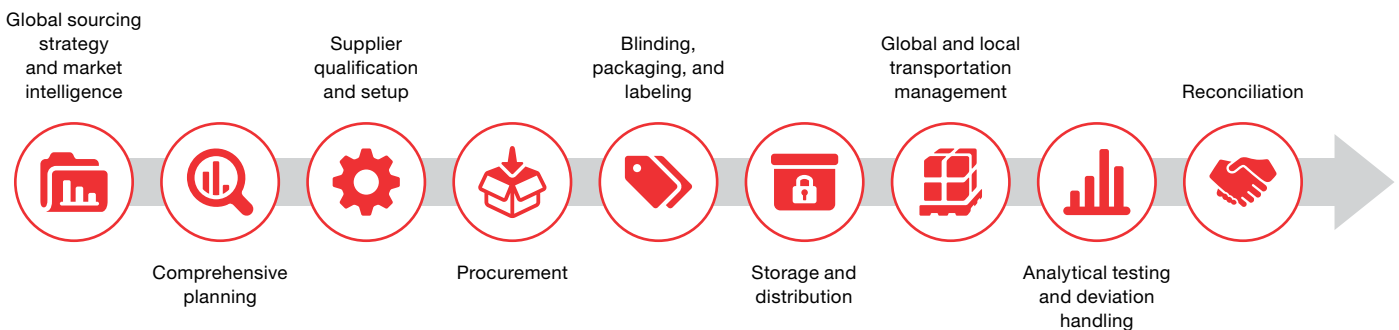 Global sourcing
strategy
and market
intelligence
Comprehensive
planning
Supplier
qualification
and setup
Procurement
Blinding,
packaging, and
labeling
Storage and
distribution
Global and local
transportation
management
Analytical testing
and deviation
handling
Reconciliation